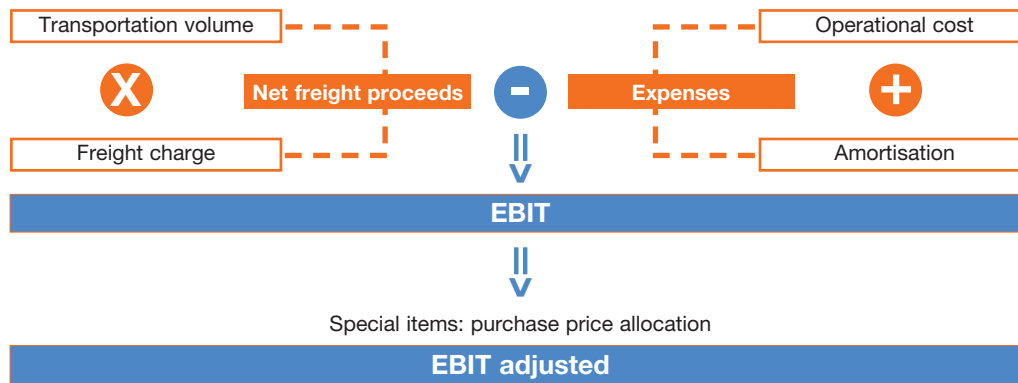 Transportation volume
Operational cost
X
Net freight proceeds
-
Expenses
+
Freight charge
Amortisation
EBIT
Special items: purchase price allocation
EBIT adjusted